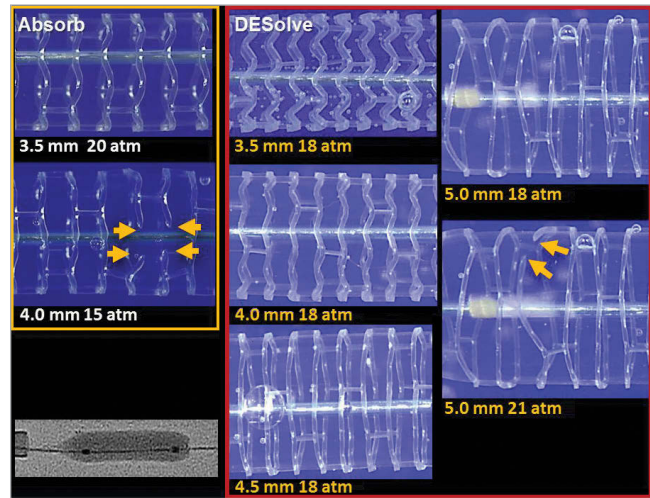 Absorb
3.5 mm 20 atm
4.0 mm 15 atm
DESolve
3.5 mm 18 atm
4.0 mm 18 atm
4.5 mm 18 atm
5.0 mm 18 atm
5.0 mm 21 atm